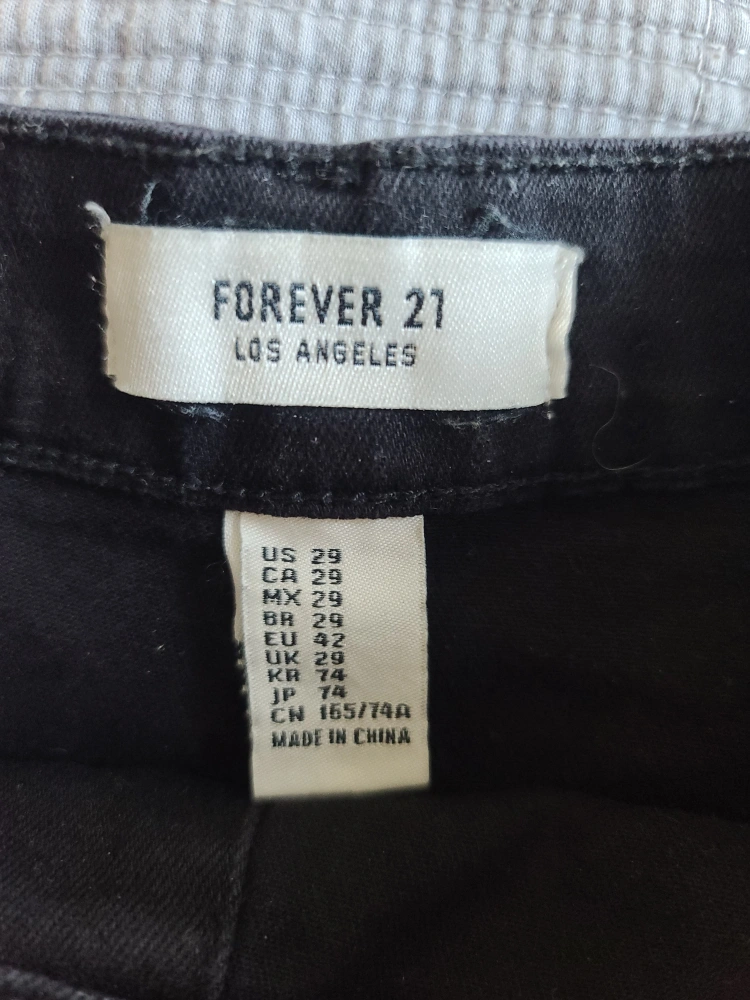 FOREVER 21
LOS ANGELES
US 29
CA 29
MX 29
BR 29
EU 42
UK 29
KR 74
JP 74
CN 165/74A
MADE IN CHINA